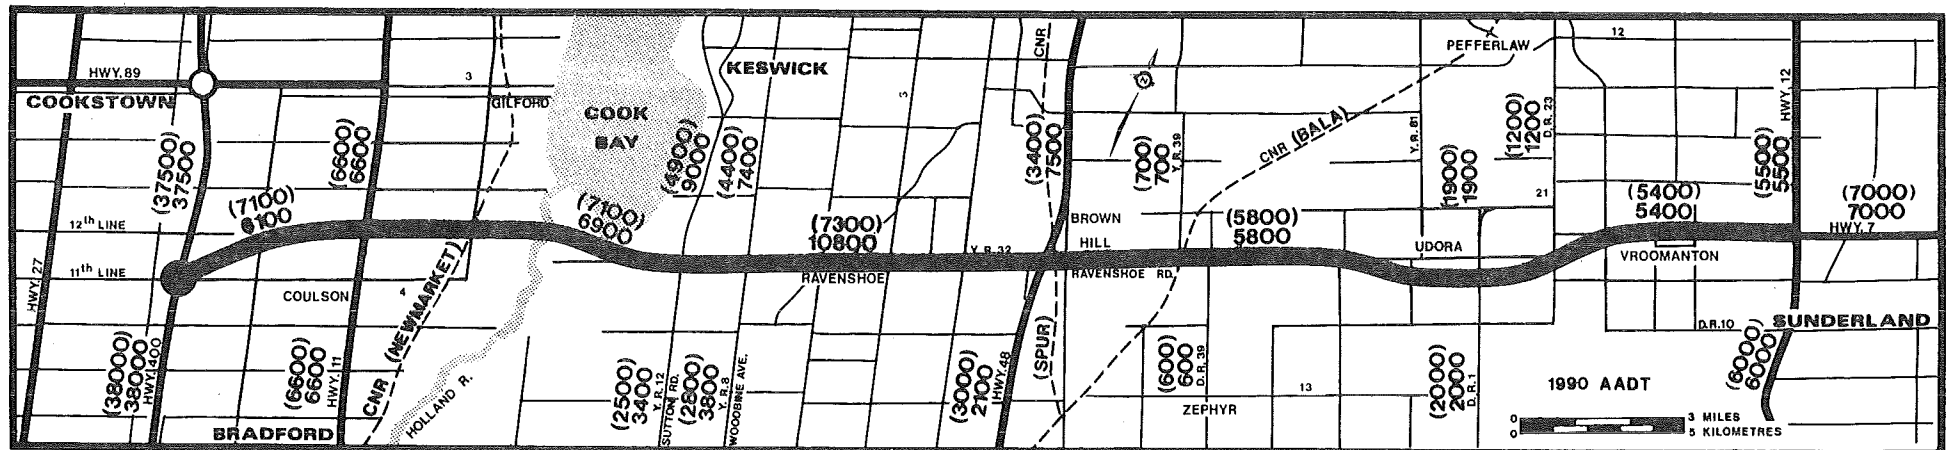 HWY. 89
COOKSTOWN
3
GILFORD
COOK
BAY
KESWICK
3
CNR
N
PEFFERLAW
12
CNR (BALA)
HWY. 12
(37500)
37500
(6600)
6600
(4900)
9000
(4400)
7400
(3400)
7500
(700)
700
Y.R.39
Y.R.81
(1900)
1900
(1200)
1200
D.R.23
21
(5500)
5500
(7000)
7000
HWY. 7
12th LINE
(7100)
6100
(7100)
6900
(7300)
10800
Y.R.32
BROWN
HILL
(5800)
5800
UDORA
(5400)
5400
VROOMANTON
HWY. 27
11th LINE
COULSON
4
RAVENSHOE
RAVENSHOE RD.
(38000)
38000
HWY. 400
(6600)
6600
HWY. 11
CNR (NEWMARKET)
HOLLAND R.
BRADFORD
(2500)
3400
Y.R.12
SUTTON RD.
(2800)
3800
Y.R.8
WOODBINE AVE.
(3000)
2100
HWY.48
(SPUR)
(600)
600
D.R.39
ZEPHYR
13
(2000)
2000
D.R.1
D.R.10
SUNDERLAND
(6000)
6000
1990 AADT
0 3 MILES
0 5 KILOMETRES